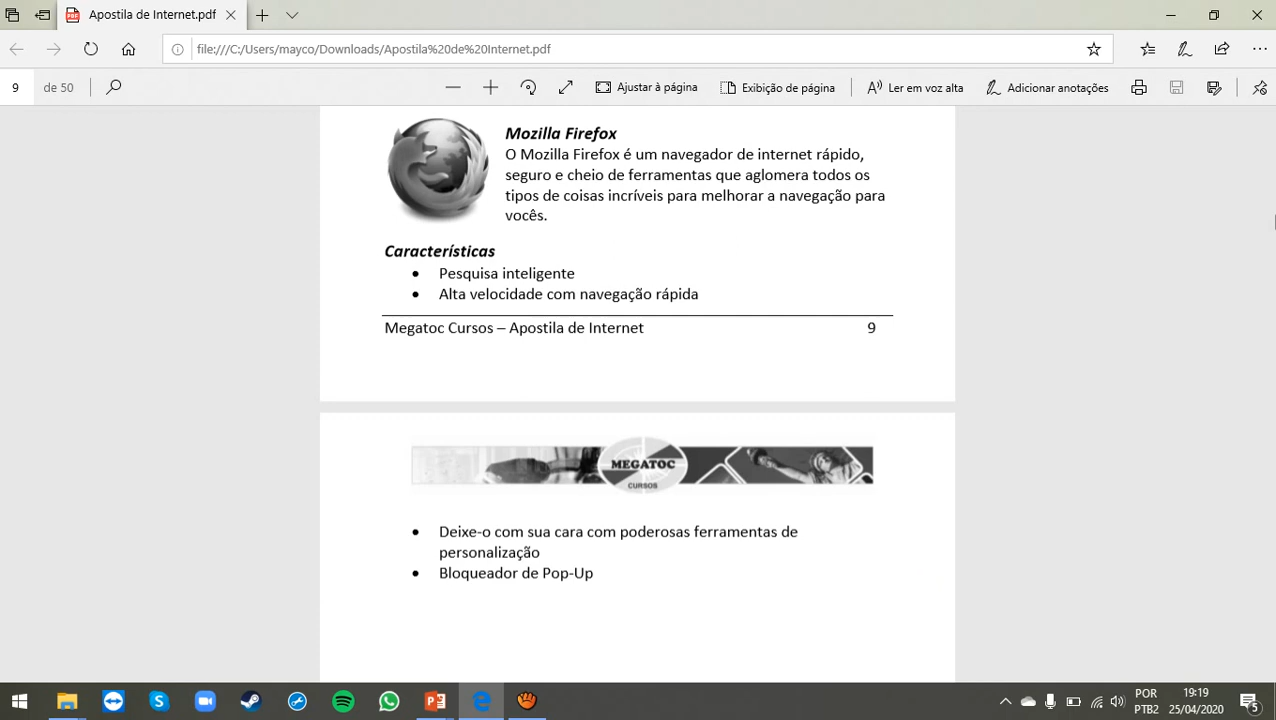 Apostila de Internet.pdf
file:///C:/Users/mayco/Downloads/Apostila%20de%20Internet.pdf
9 de 50 Ajustar à página Exibição de página Ler em voz alta Adicionar anotações
Mozilla Firefox
O Mozilla Firefox é um navegador de internet rápido,
seguro e cheio de ferramentas que aglomera todos os
tipos de coisas incríveis para melhorar a navegação para
vocês.
Características
• Pesquisa inteligente
• Alta velocidade com navegação rápida
Megatoc Cursos – Apostila de Internet 9
MEGATOC
CURSOS
• Deixe-o com sua cara com poderosas ferramentas de
personalização
• Bloqueador de Pop-Up
POR 19:19
PTB2 25/04/2020 5